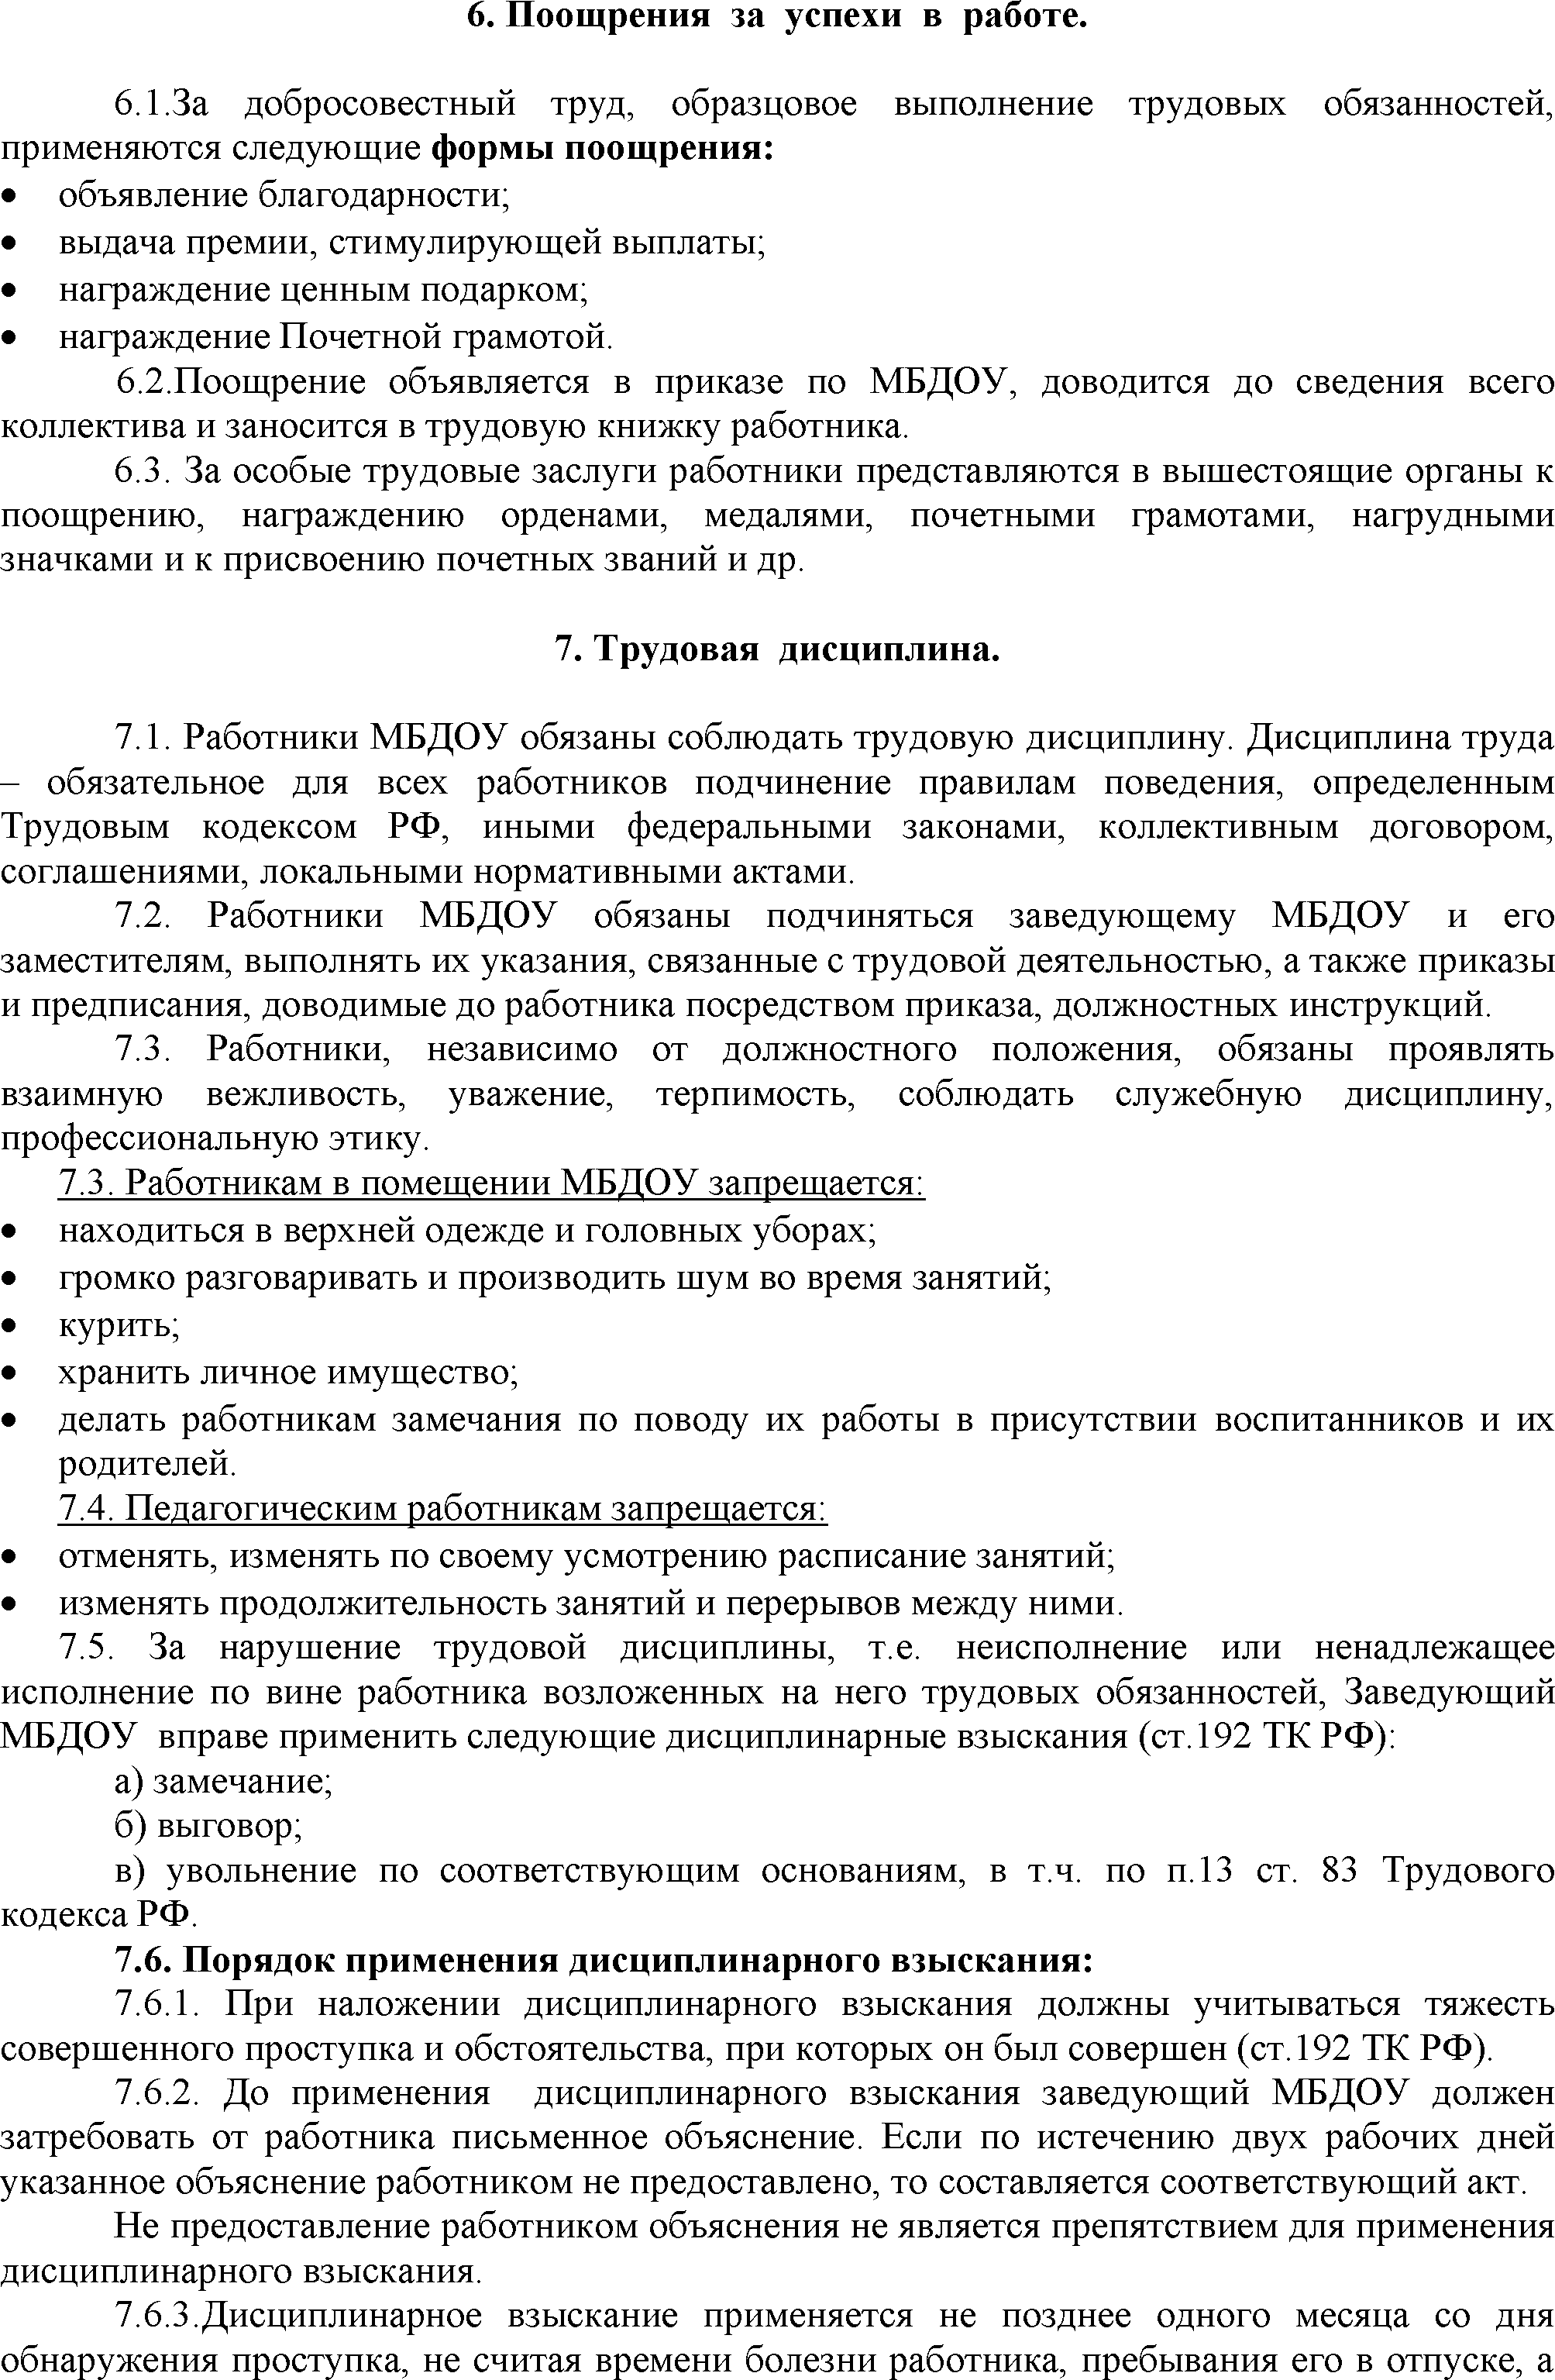 6. Поощрения за успехи в работе.
6.1.За добросовестный труд, образцовое выполнение трудовых обязанностей,
применяются следующие формы поощрения:
• объявление благодарности;
• выдача премии, стимулирующей выплаты;
• награждение ценным подарком;
• награждение Почетной грамотой.
6.2.Поощрение объявляется в приказе по МБДОУ, доводится до сведения всего
коллектива и заносится в трудовую книжку работника.
6.3. За особые трудовые заслуги работники представляются в вышестоящие органы к
поощрению, награждению орденами, медалями, почетными грамотами, нагрудными
значками и к присвоению почетных званий и др.
7. Трудовая дисциплина.
7.1. Работники МБДОУ обязаны соблюдать трудовую дисциплину. Дисциплина труда
– обязательное для всех работников подчинение правилам поведения, определенным
Трудовым кодексом РФ, иными федеральными законами, коллективным договором,
соглашениями, локальными нормативными актами.
7.2. Работники МБДОУ обязаны подчиняться заведующему МБДОУ и его
заместителям, выполнять их указания, связанные с трудовой деятельностью, а также приказы
и предписания, доводимые до работника посредством приказа, должностных инструкций.
7.3. Работники, независимо от должностного положения, обязаны проявлять
взаимную вежливость, уважение, терпимость, соблюдать служебную дисциплину,
профессиональную этику.
7.3. Работникам в помещении МБДОУ запрещается:
• находиться в верхней одежде и головных уборах;
• громко разговаривать и производить шум во время занятий;
• курить;
• хранить личное имущество;
• делать работникам замечания по поводу их работы в присутствии воспитанников и их
родителей.
7.4. Педагогическим работникам запрещается:
• отменять, изменять по своему усмотрению расписание занятий;
• изменять продолжительность занятий и перерывов между ними.
7.5. За нарушение трудовой дисциплины, т.е. неисполнение или ненадлежащее
исполнение по вине работника возложенных на него трудовых обязанностей, Заведующий
МБДОУ вправе применить следующие дисциплинарные взыскания (ст.192 ТК РФ):
а) замечание;
б) выговор;
в) увольнение по соответствующим основаниям, в т.ч. по п.13 ст. 83 Трудового
кодекса РФ.
7.6. Порядок применения дисциплинарного взыскания:
7.6.1. При наложении дисциплинарного взыскания должны учитываться тяжесть
совершенного проступка и обстоятельства, при которых он был совершен (ст.192 ТК РФ).
7.6.2. До применения дисциплинарного взыскания заведующий МБДОУ должен
затребовать от работника письменное объяснение. Если по истечению двух рабочих дней
указанное объяснение работником не предоставлено, то составляется соответствующий акт.
Не предоставление работником объяснения не является препятствием для применения
дисциплинарного взыскания.
7.6.3.Дисциплинарное взыскание применяется не позднее одного месяца со дня
обнаружения проступка, не считая времени болезни работника, пребывания его в отпуске, а